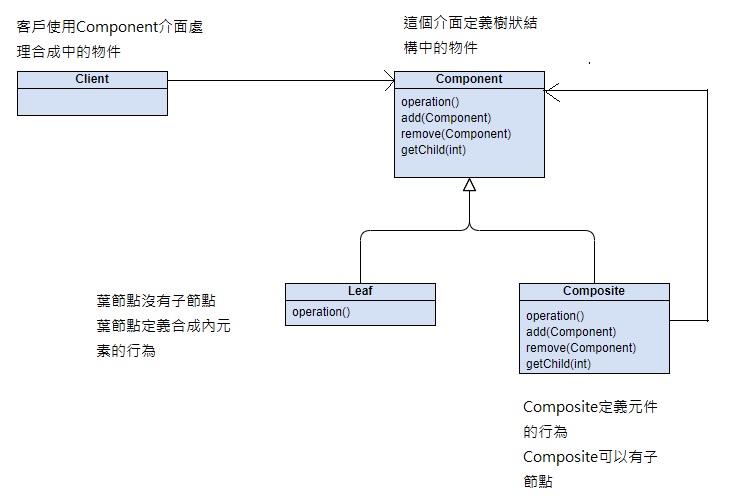 客戶使用Component介面處
理合成中的物件
這個介面定義樹狀結
構中的物件
Client
Component
operation()
add(Component)
remove(Component)
getChild(int)
葉節點沒有子節點
葉節點定義合成內元
素的行為
Leaf
operation()
Composite
operation()
add(Component)
remove(Component)
getChild(int)
Composite定義元件
的行為
Composite可以有子
節點